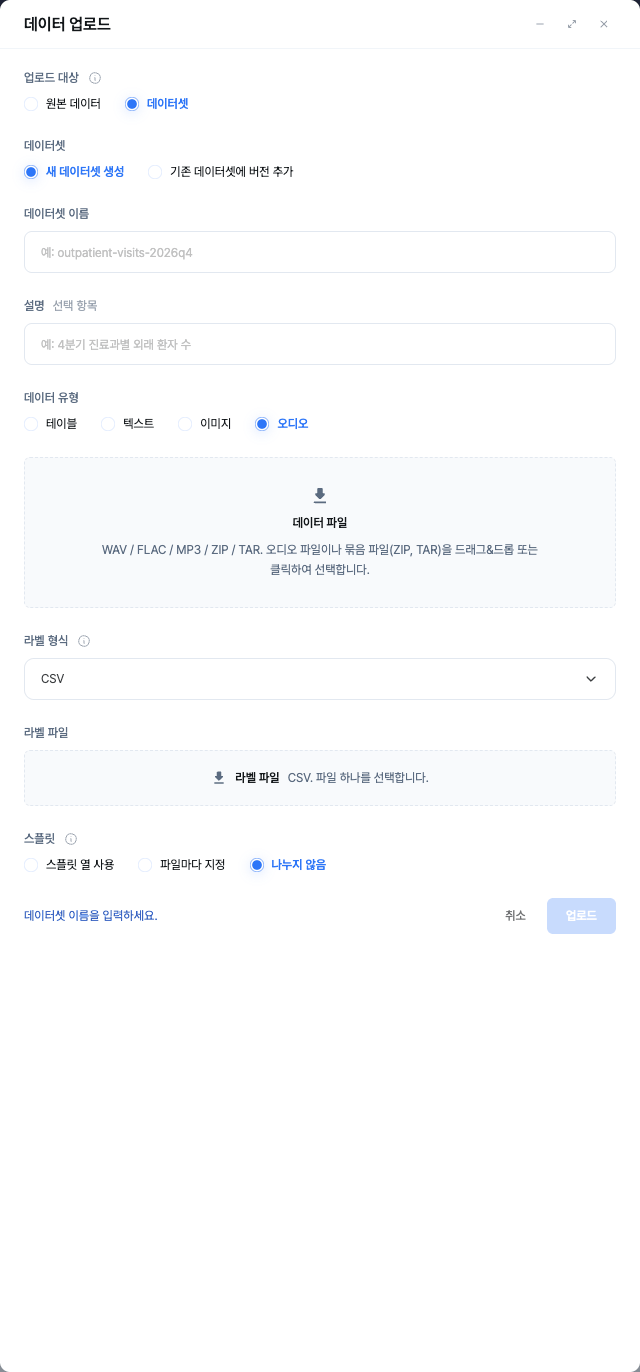 데이터 업로드
업로드 대상
원본 데이터 데이터셋
데이터셋
새 데이터셋 생성 기존 데이터셋에 버전 추가
데이터셋 이름
예: outpatient-visits-2026q4
설명 선택 항목
예: 4분기 진료과별 외래 환자 수
데이터 유형
테이블 텍스트 이미지 오디오
데이터 파일
WAV / FLAC / MP3 / ZIP / TAR. 오디오 파일이나 묶음 파일(ZIP, TAR)을 드래그&드롭 또는
클릭하여 선택합니다.
라벨 형식
CSV
라벨 파일
라벨 파일 CSV. 파일 하나를 선택합니다.
스플릿
스플릿 열 사용 파일마다 지정 나누지 않음
데이터셋 이름을 입력하세요. 취소 업로드